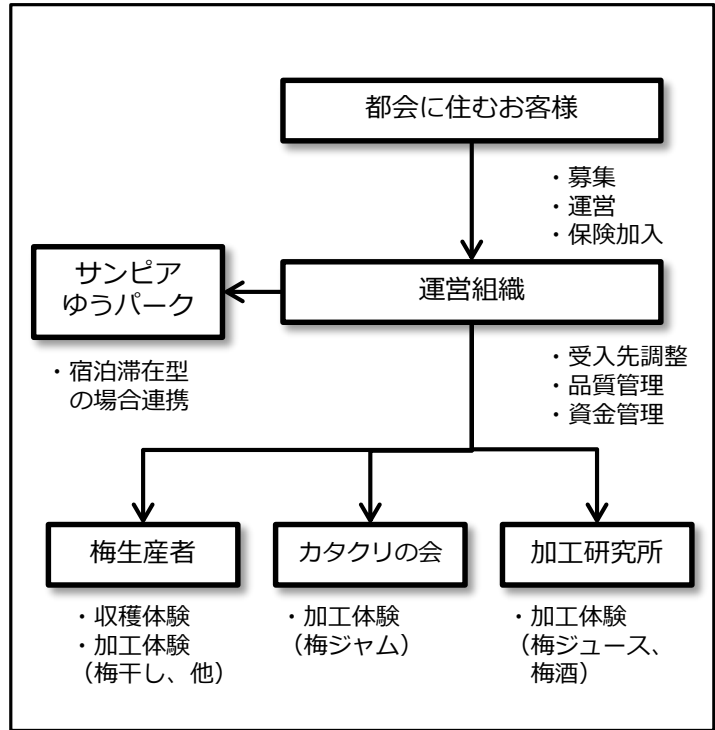 都会に住むお客様
・募集
・運営
・保険加入
サンピア
ゆうパーク
運営組織
・宿泊滞在型
の場合連携
・受入先調整
・品質管理
・資金管理
梅生産者
カタクリの会
加工研究所
・収穫体験
・加工体験
（梅干し、他）
・加工体験
（梅ジャム）
・加工体験
（梅ジュース、
梅酒）